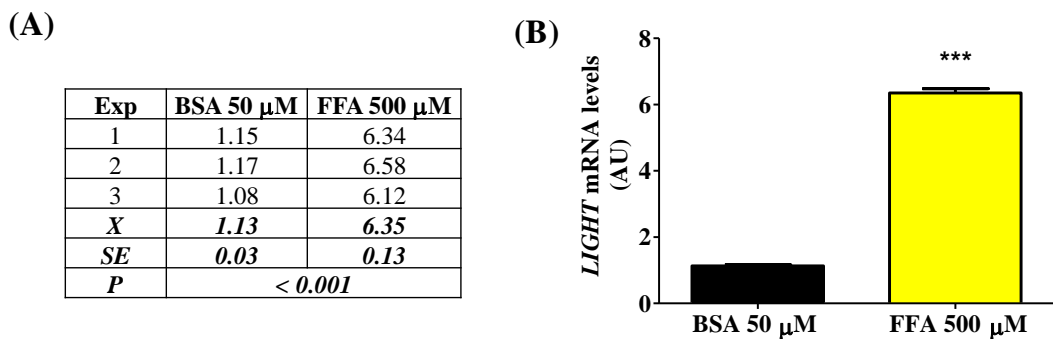 (A)
Exp BSA 50 μM FFA 500 μM
1 1.15 6.34
2 1.17 6.58
3 1.08 6.12
X 1.13 6.35
SE 0.03 0.13
P < 0.001
(B)
LIGHT mRNA levels
(AU)
8
6
4
2
0
***
BSA 50 μM FFA 500 μM